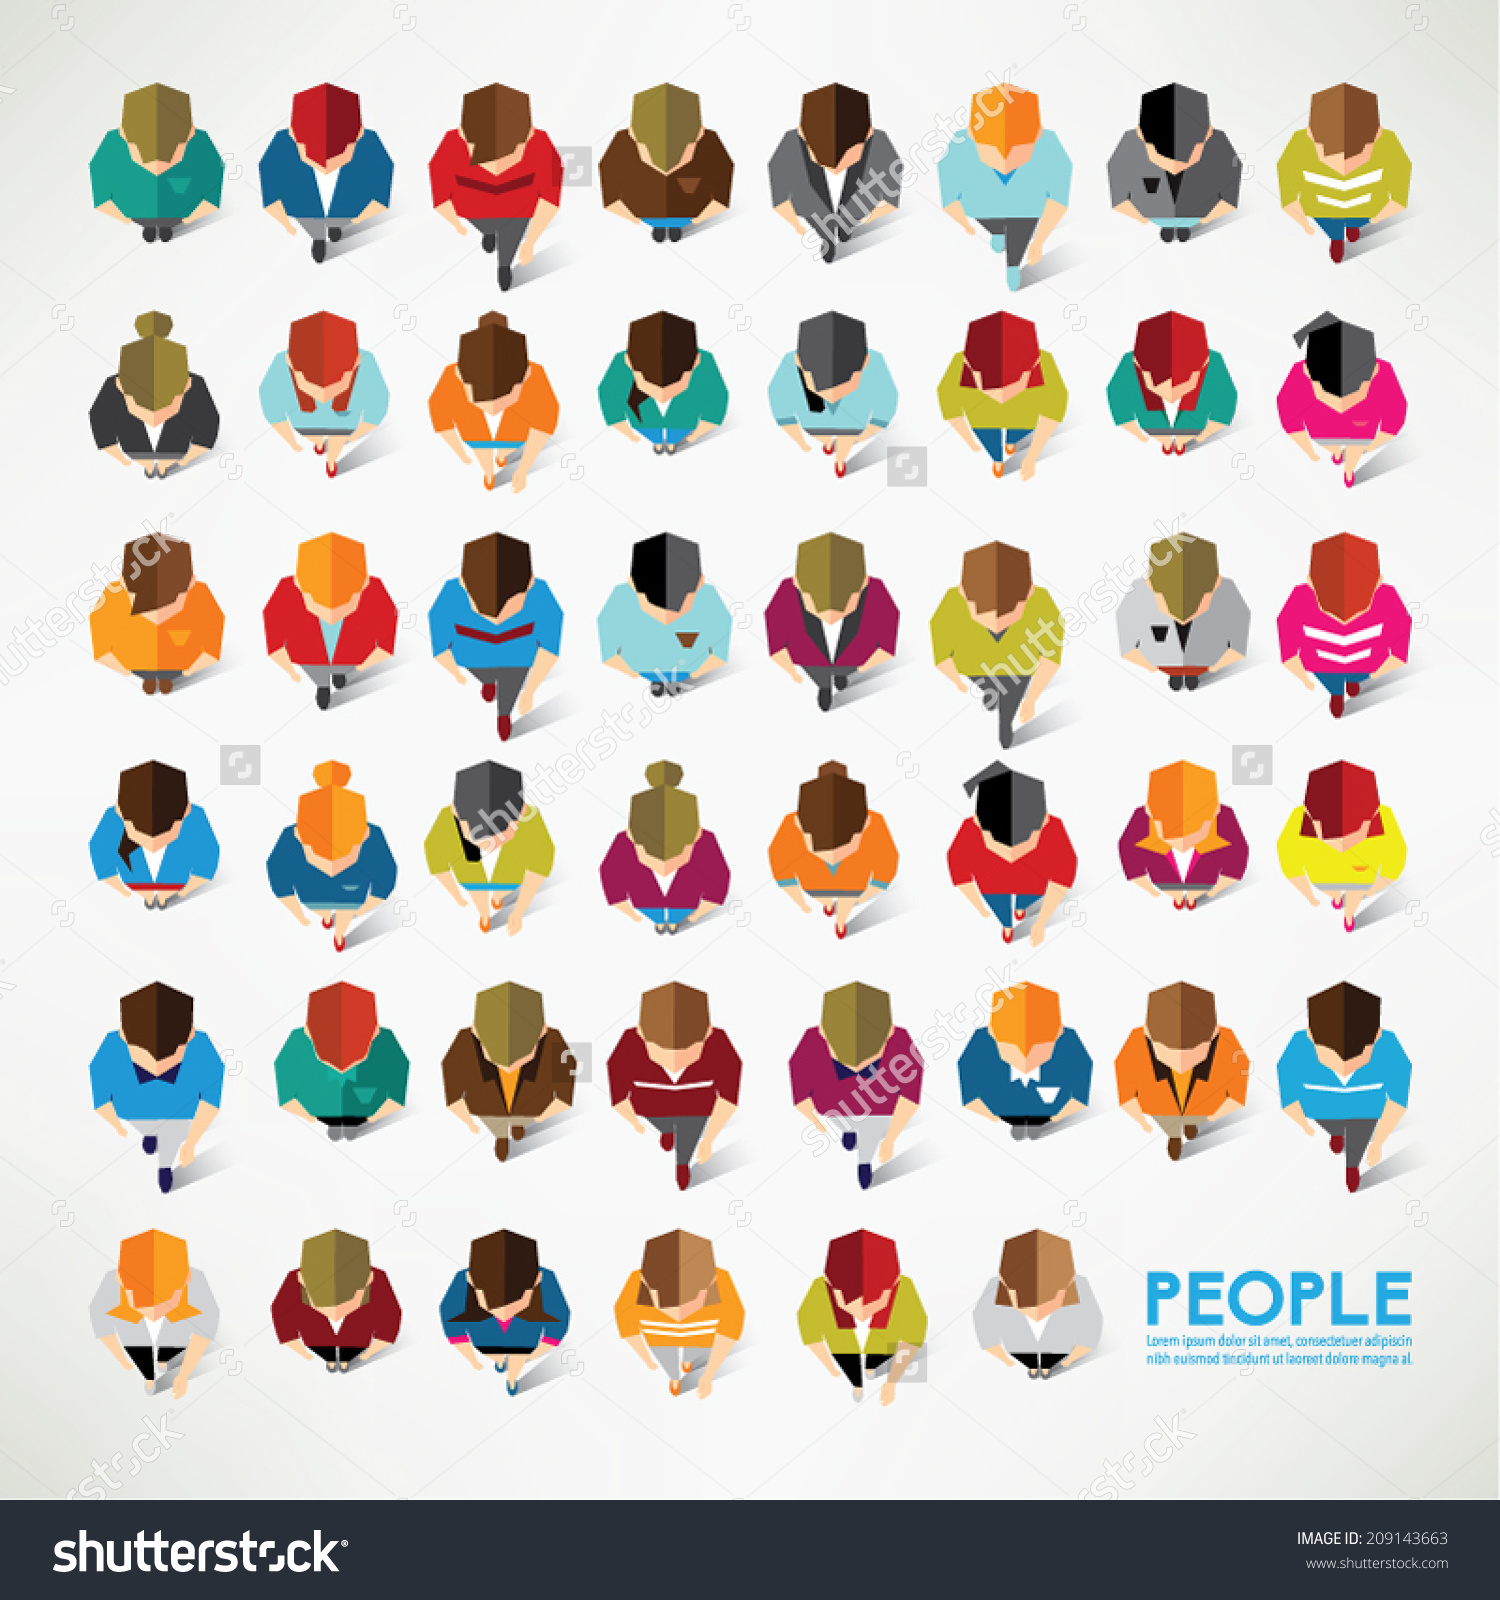 PEOPLE
Lorem ipsum dolor sit amet, consectetuer adipiscin
nibh euismod tincidunt ut laoreet dolore magna al.
shutterstock
IMAGE ID: 209143663
www.shutterstock.com